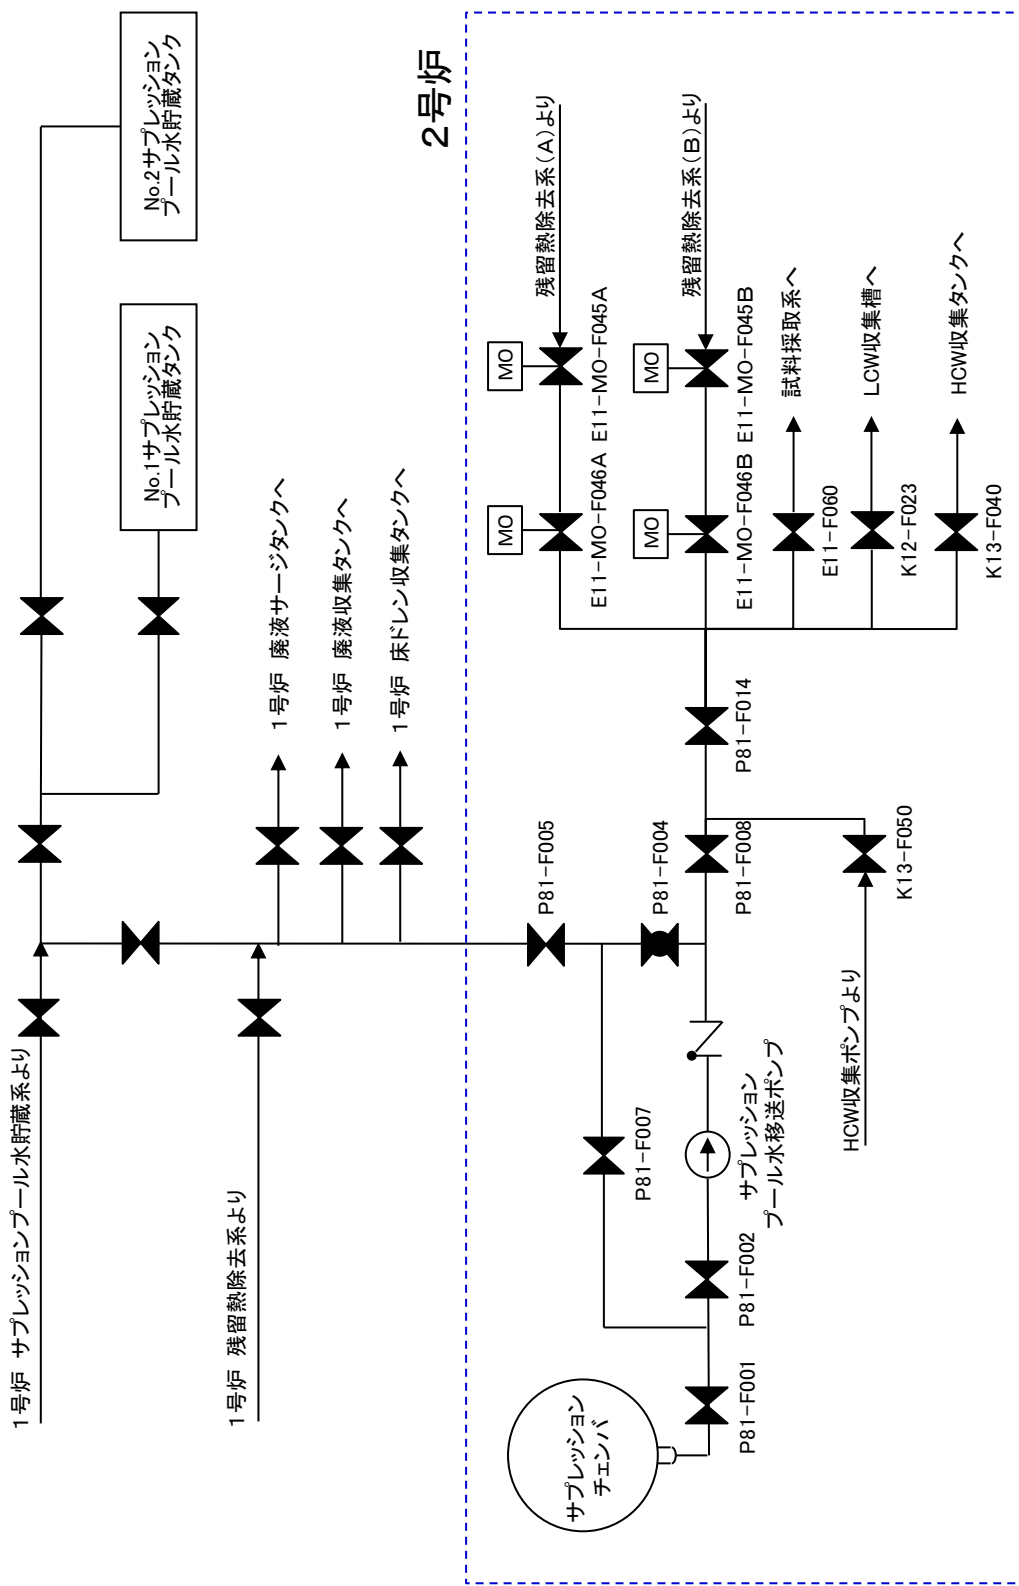 1号炉 サプレッションプール水貯蔵系より
No.2サプレッション
プール水貯蔵タンク
No.1サプレッション
プール水貯蔵タンク
1号炉 残留熱除去系より
1号炉 廃液サージタンクへ
1号炉 廃液収集タンクへ
1号炉 床ドレン収集タンクへ
2号炉
P81-F005
MO
MO
残留熱除去系(A)より
E11-MO-F046A
E11-MO-F045A
P81-F007
P81-F004
MO
MO
残留熱除去系(B)より
サプレッション
チェンバ
P81-F001
P81-F002
サプレッション
プール水移送ポンプ
P81-F008
P81-F014
E11-MO-F046B
E11-MO-F045B
E11-F060
試料採取系へ
K12-F023
LCW収集槽へ
HCW収集ポンプより
K13-F050
K13-F040
HCW収集タンクへ